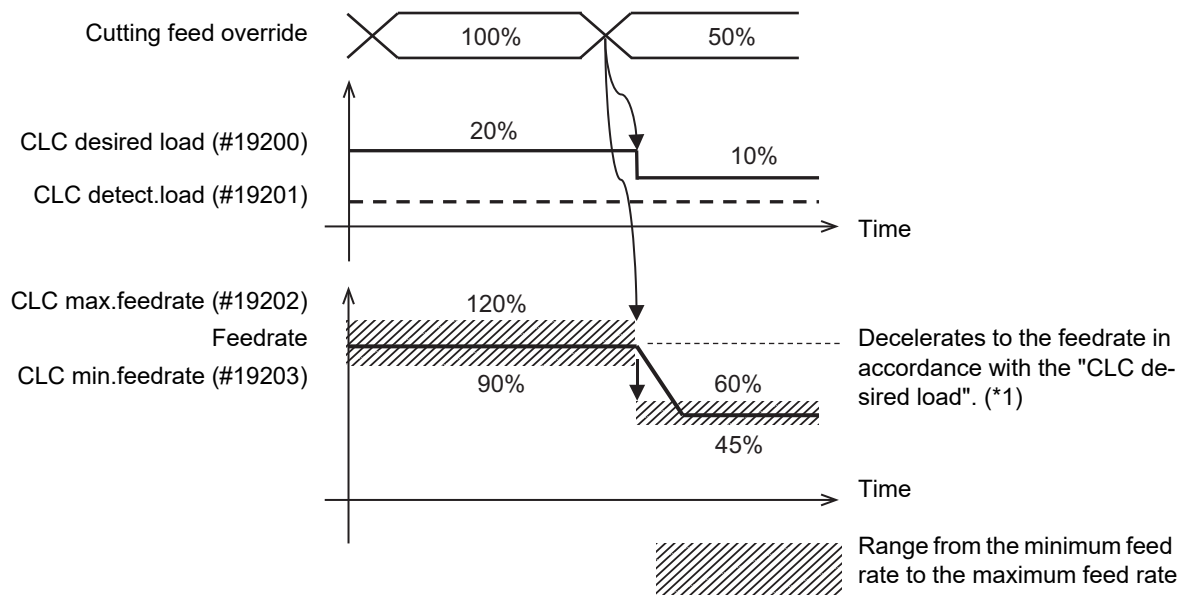 Cutting feed override
100%
50%
CLC desired load (#19200)
20%
10%
CLC detect.load (#19201)
Time
CLC max.feedrate (#19202)
120%
Feedrate
Decelerates to the feedrate in
accordance with the "CLC de-
sired load". (*1)
CLC min.feedrate (#19203)
90%
60%
45%
Time
Range from the minimum feed
rate to the maximum feed rate